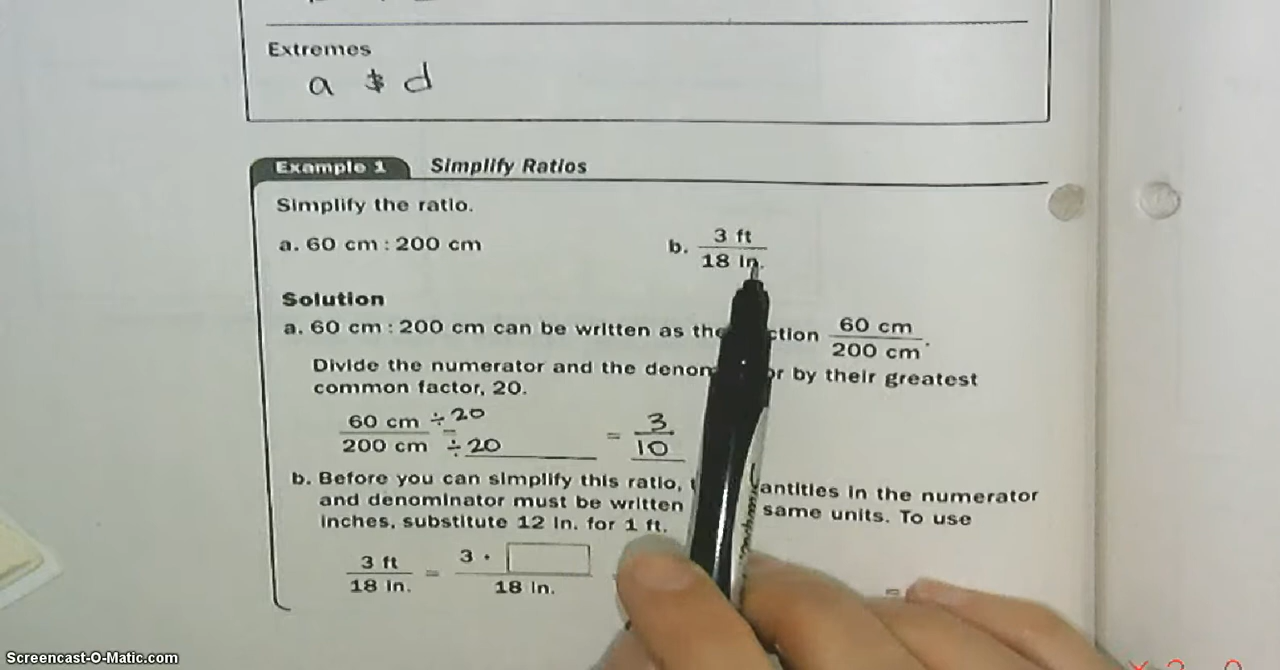 Extremes
a & d
Example 1 Simplify Ratios
Simplify the ratio.
a. 60 cm : 200 cm
b. 3 ft
18 in.
Solution
a. 60 cm : 200 cm can be written as the ction 60 cm
200 cm .
Divide the numerator and the denom r by their greatest
common factor, 20.
60 cm ÷ 20
200 cm ÷ 20
=
= 3
10
b. Before you can simplify this ratio, antities in the numerator
and denominator must be written same units. To use
inches, substitute 12 in. for 1 ft.
3 ft
18 in. = 3 ·
18 in.
=
Screencast-O-Matic.com